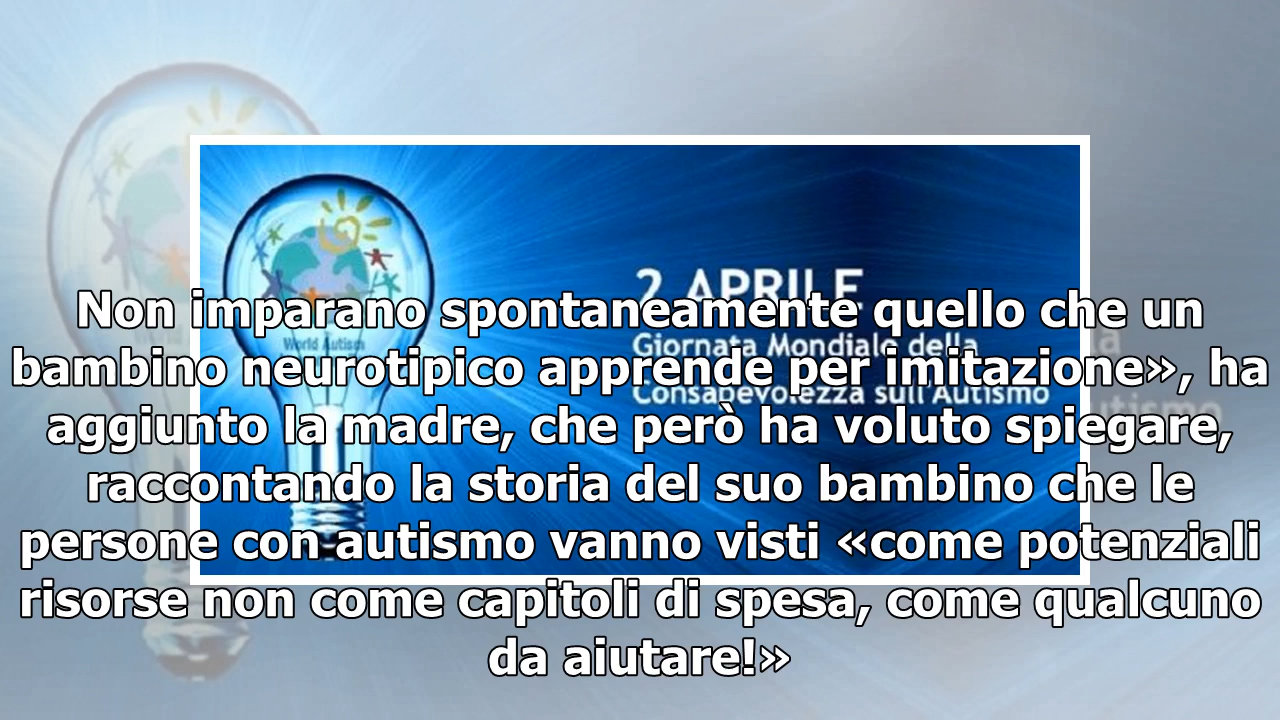 2 APRILE
Giornata Mondiale della
Consapevolezza sull'Autismo
World Autism
Non imparano spontaneamente quello che un
bambino neurotipico apprende per imitazione», ha
aggiunto la madre, che però ha voluto spiegare,
raccontando la storia del suo bambino che le
persone con autismo vanno visti «come potenziali
risorse non come capitoli di spesa, come qualcuno
da aiutare!»